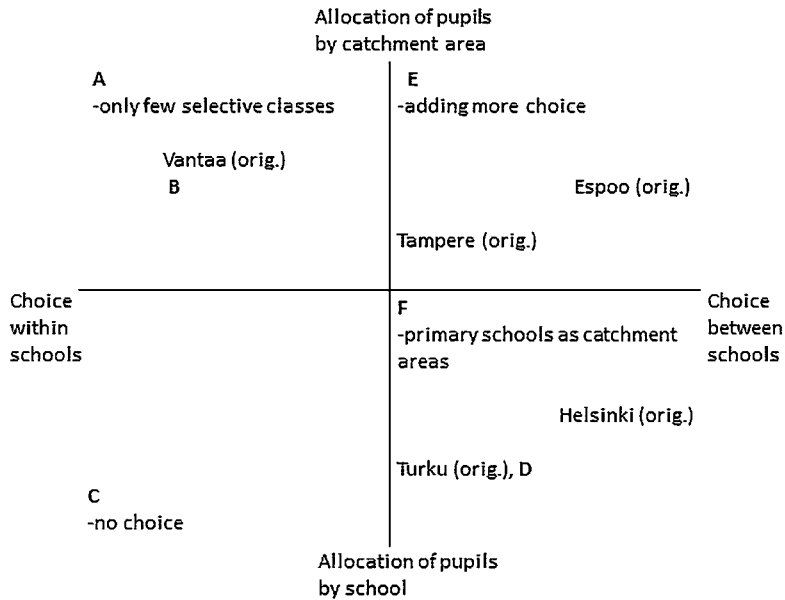 Allocation of pupils
by catchment area
A
-only few selective classes
E
-adding more choice
Vantaa (orig.)
B
Espoo (orig.)
Tampere (orig.)
Choice
within
schools
Choice
between
schools
F
-primary schools as catchment
areas
Helsinki (orig.)
Turku (orig.), D
C
-no choice
Allocation of pupils
by school